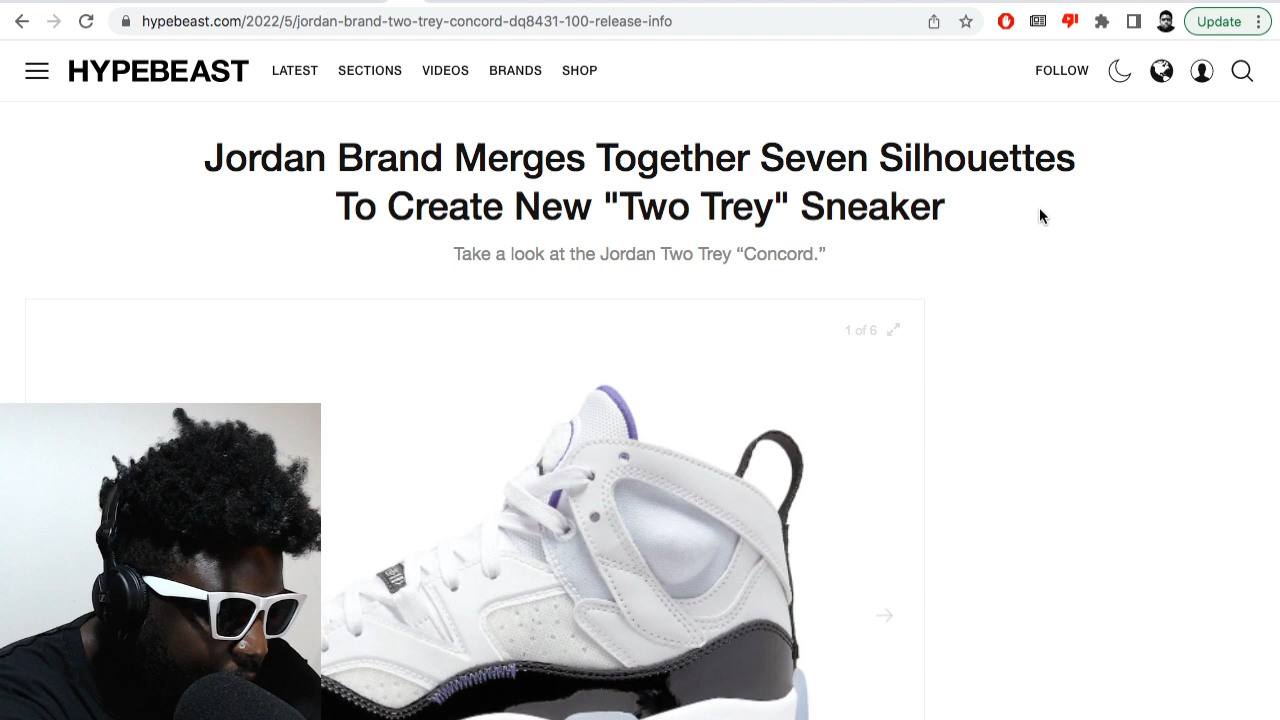 hypebeast.com/2022/5/jordan-brand-two-trey-concord-dq8431-100-release-info
Update
HYPEBEAST LATEST SECTIONS VIDEOS BRANDS SHOP FOLLOW
Jordan Brand Merges Together Seven Silhouettes
To Create New "Two Trey" Sneaker
Take a look at the Jordan Two Trey “Concord.”
1 of 6